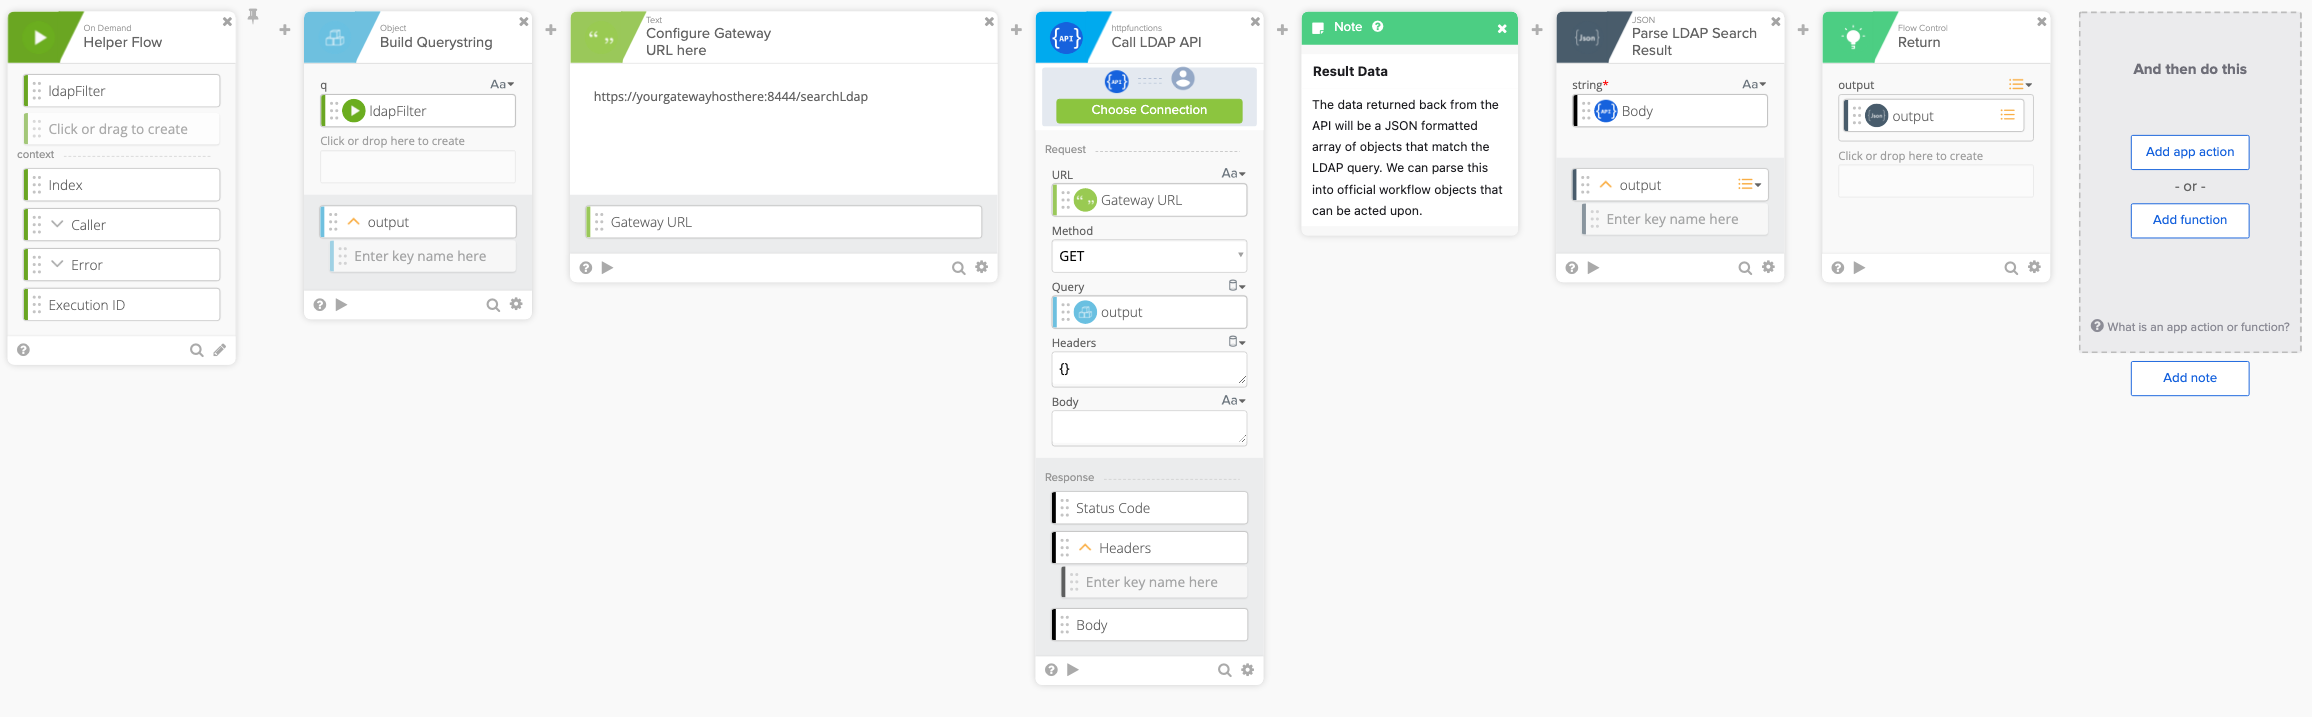 On Demand
Helper Flow
ldapFilter
Click or drag to create
context
Index
Caller
Error
Execution ID
Object
Build Querystring
q
Aa
ldapFilter
Click or drop here to create
output
Enter key name here
Text
Configure Gateway
URL here
https://yourgatewayhosthere:8444/searchLdap
Gateway URL
{API}
httpfunctions
Call LDAP API
{API}
Choose Connection
Request
URL
Aa
Gateway URL
Method
GET
Query
output
Headers
{}
Body
Aa
Response
Status Code
Headers
Enter key name here
Body
Note
Result Data
The data returned back from the
API will be a JSON formatted
array of objects that match the
LDAP query. We can parse this
into official workflow objects that
can be acted upon.
{Json}
JSON
Parse LDAP Search
Result
string*
Aa
{API}
Body
output
Enter key name here
Flow Control
Return
output
{Json}
output
Click or drop here to create
And then do this
Add app action
- or -
Add function
What is an app action or function?
Add note